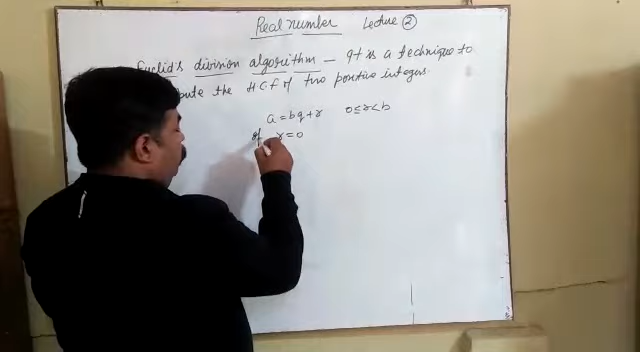 Real number Lecture ②
Euclid's division algorithm — It is a technique to
the HCF of two positive integers.
a = bq + r 0 ≤ r < b
If r = 0